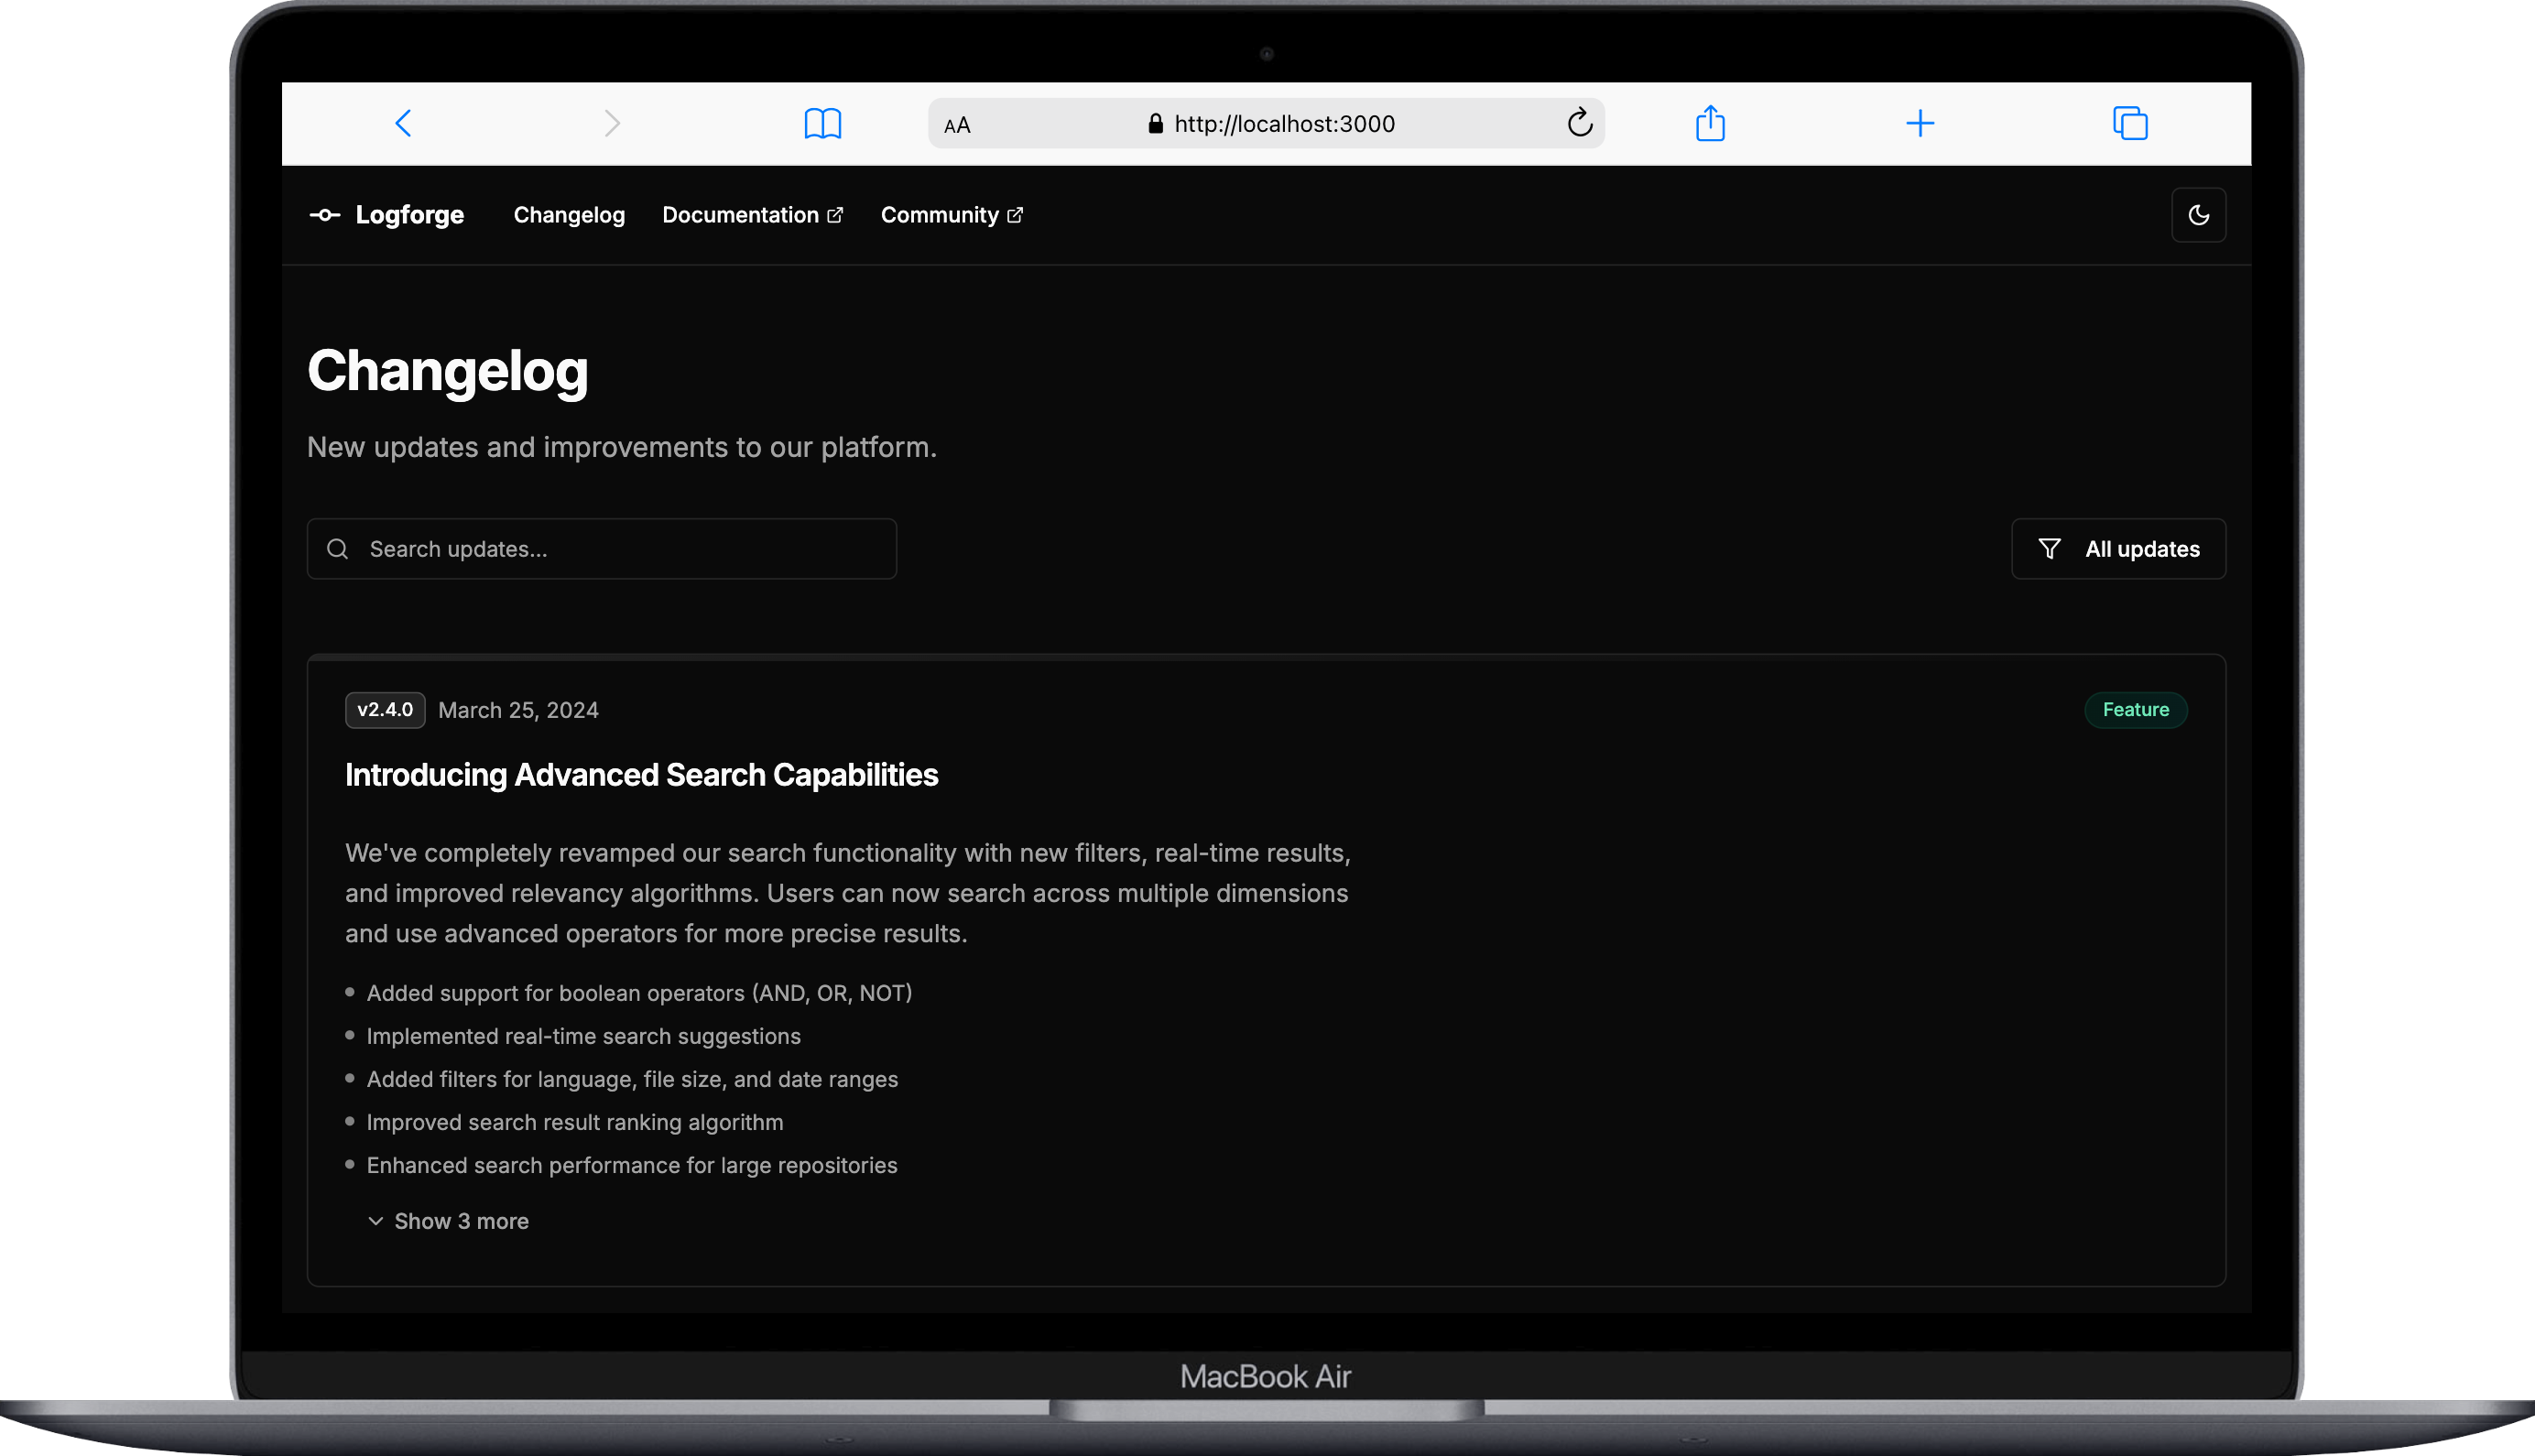 AA http://localhost:3000
Logforge Changelog Documentation Community
Changelog
New updates and improvements to our platform.
Search updates... All updates
v2.4.0 March 25, 2024 Feature
Introducing Advanced Search Capabilities
We've completely revamped our search functionality with new filters, real-time results,
and improved relevancy algorithms. Users can now search across multiple dimensions
and use advanced operators for more precise results.
Added support for boolean operators (AND, OR, NOT)
Implemented real-time search suggestions
Added filters for language, file size, and date ranges
Improved search result ranking algorithm
Enhanced search performance for large repositories
Show 3 more
MacBook Air